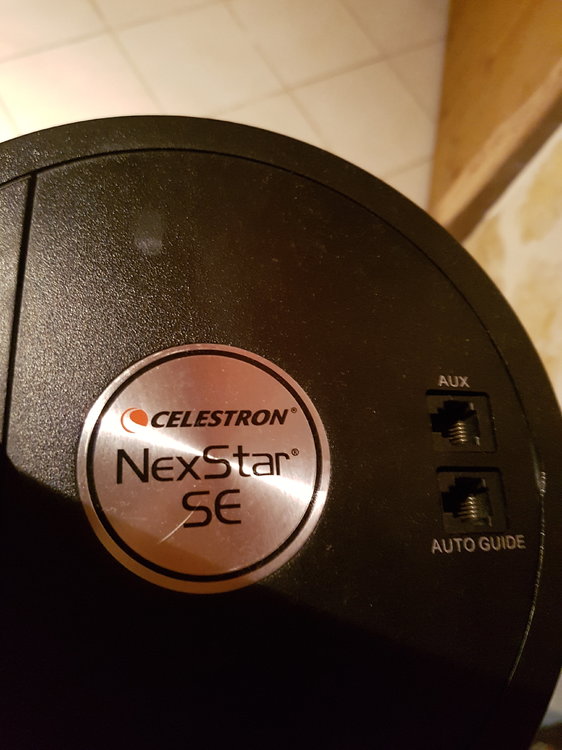 AUX
CELESTRON®
NexStar®
SE
AUTO GUIDE